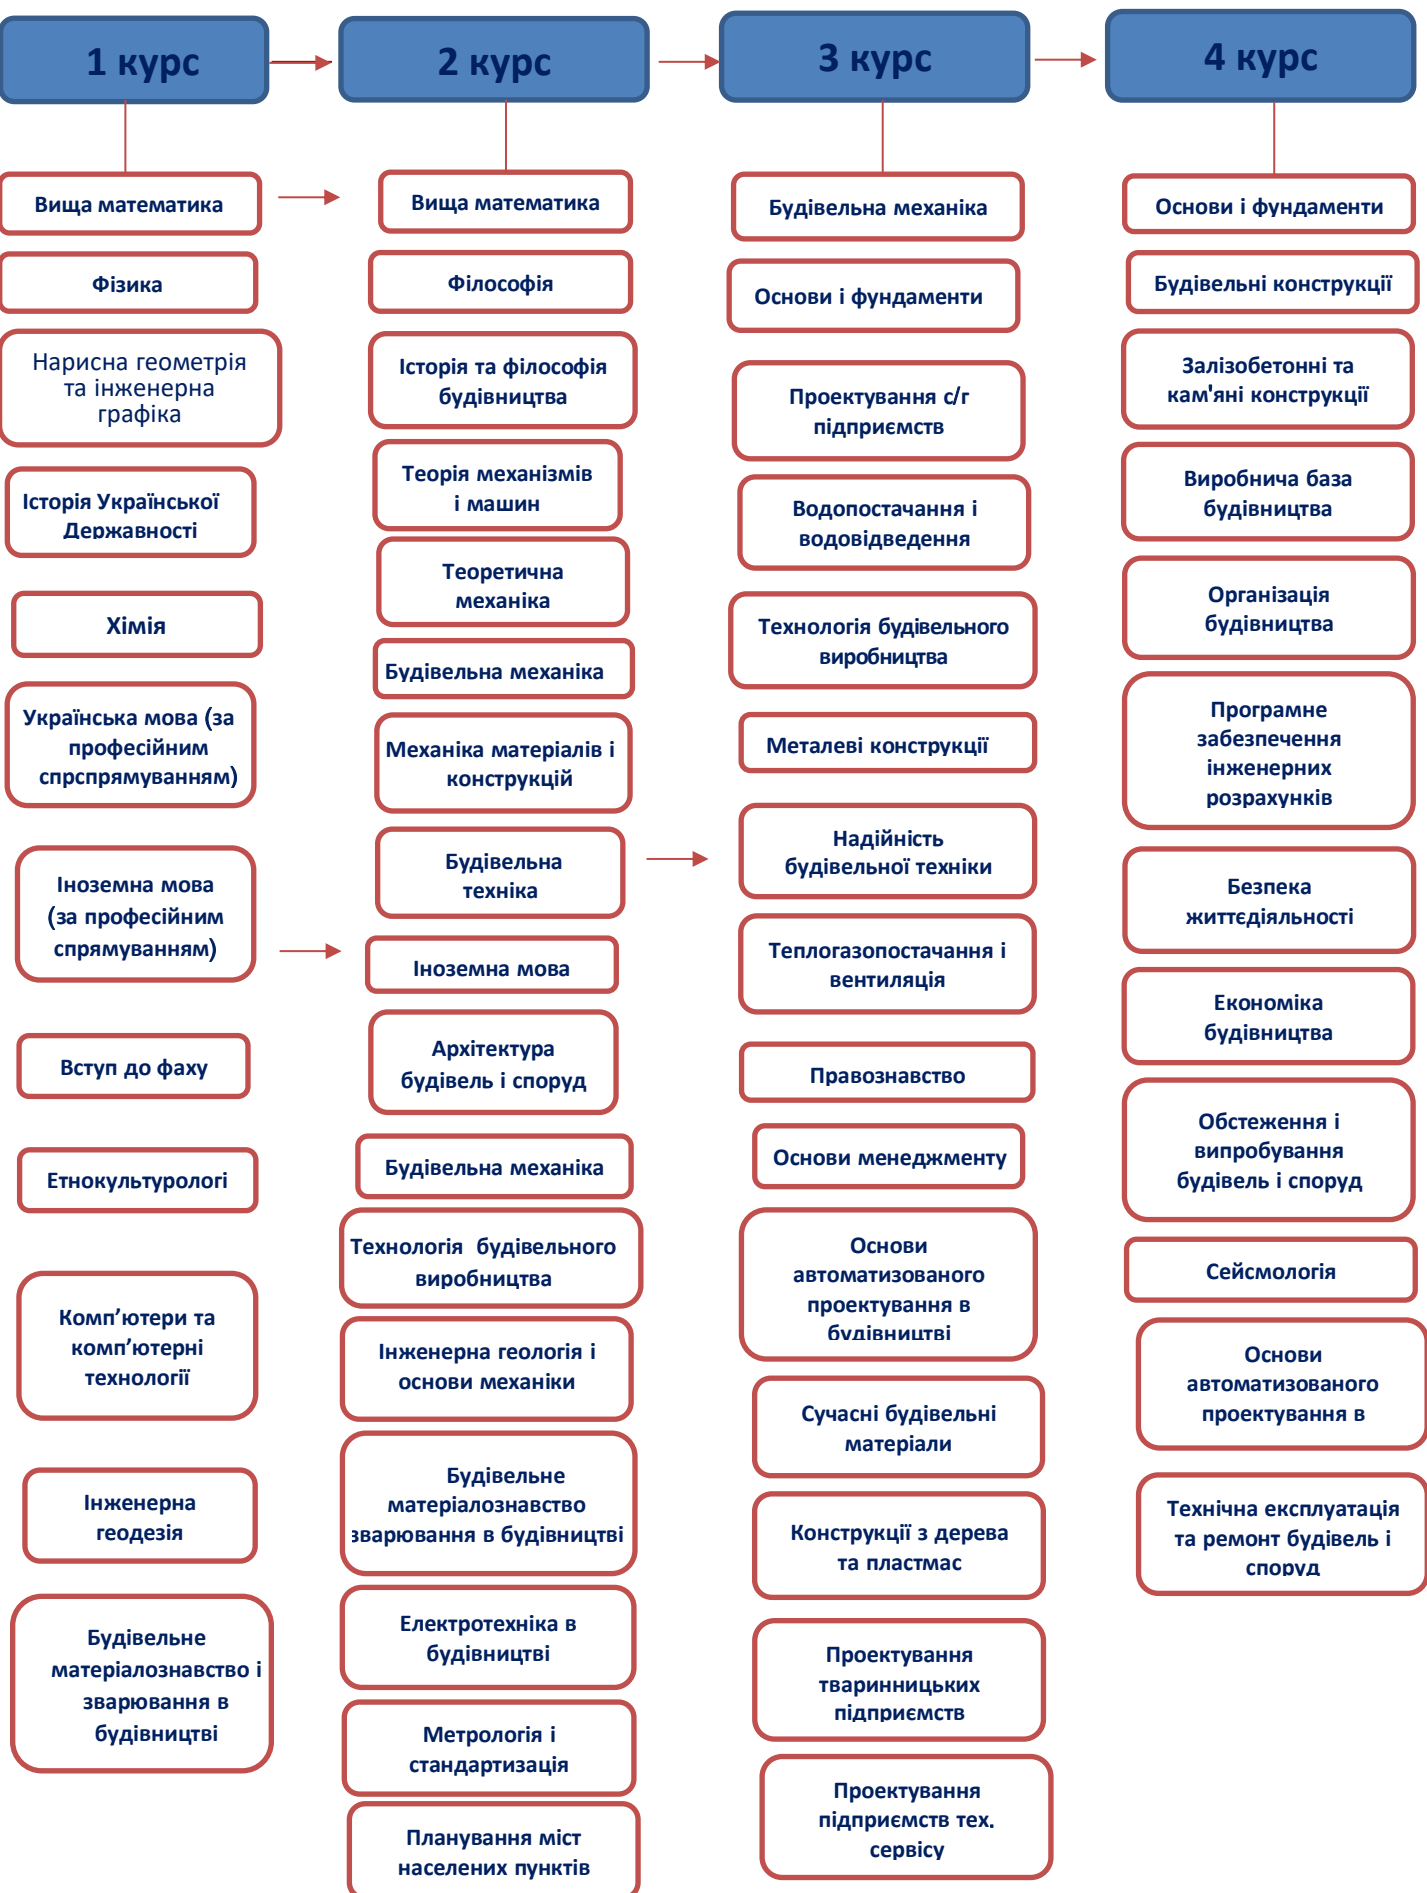 1 курс
2 курс
3 курс
4 курс
Вища математика
Фізика
Нарисна геометрія
та інженерна
графіка
Історія Української
Державності
Хімія
Українська мова (за
професійним
спрспрямуванням)
Іноземна мова
(за професійним
спрямуванням)
Вступ до фаху
Етнокультурологі
Комп’ютери та
комп’ютерні
технології
Інженерна
геодезія
Будівельне
матеріалознавство і
зварювання в
будівництві
Вища математика
Філософія
Історія та філософія
будівництва
Теорія механізмів
і машин
Теоретична
механіка
Будівельна механіка
Механіка матеріалів і
конструкцій
Будівельна
техніка
Іноземна мова
Архітектура
будівель і споруд
Будівельна механіка
Технологія будівельного
виробництва
Інженерна геологія і
основи механіки
Будівельне
матеріалознавство
зварювання в будівництві
Електротехніка в
будівництві
Метрологія і
стандартизація
Планування міст
населених пунктів
Будівельна механіка
Основи і фундаменти
Проектування с/г
підприємств
Водопостачання і
водовідведення
Технологія будівельного
виробництва
Металеві конструкції
Надійність
будівельної техніки
Теплогазопостачання і
вентиляція
Правознавство
Основи менеджменту
Основи
автоматизованого
проектування в
будівництві
Сучасні будівельні
матеріали
Конструкції з дерева
та пластмас
Проектування
тваринницьких
підприємств
Проектування
підприємств тех.
сервісу
Основи і фундаменти
Будівельні конструкції
Залізобетонні та
кам'яні конструкції
Виробнича база
будівництва
Організація
будівництва
Програмне
забезпечення
інженерних
розрахунків
Безпека
життєдіяльності
Економіка
будівництва
Обстеження і
випробування
будівель і споруд
Сейсмологія
Основи
автоматизованого
проектування в
Технічна експлуатація
та ремонт будівель і
споруд